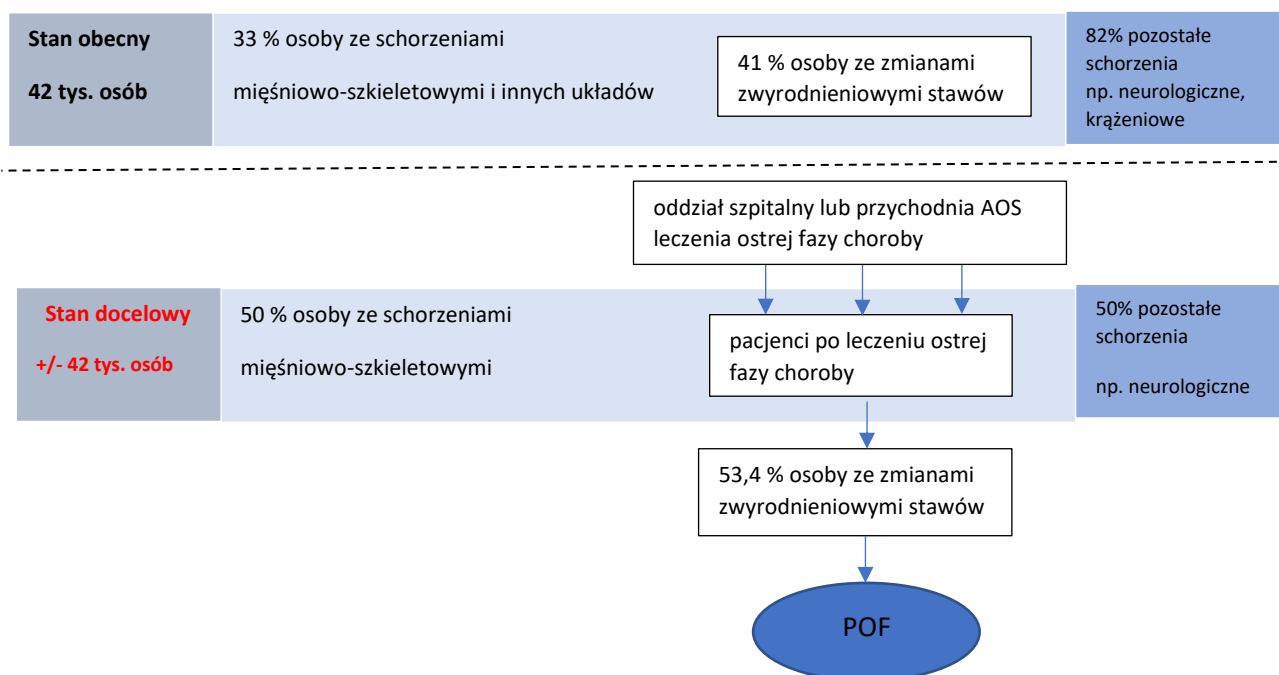 Stan obecny
42 tys. osób
33 % osoby ze schorzeniami
mięśniowo-szkieletowymi i innych układów
41 % osoby ze zmianami
zwyrodnieniowymi stawów
82% pozostałe
schorzenia
np. neurologiczne,
krążeniowe
oddział szpitalny lub przychodnia AOS
leczenia ostrej fazy choroby
Stan docelowy
+/- 42 tys. osób
50 % osoby ze schorzeniami
mięśniowo-szkieletowymi
pacjenci po leczeniu ostrej
fazy choroby
50% pozostałe
schorzenia
np. neurologiczne
53,4 % osoby ze zmianami
zwyrodnieniowymi stawów
POF